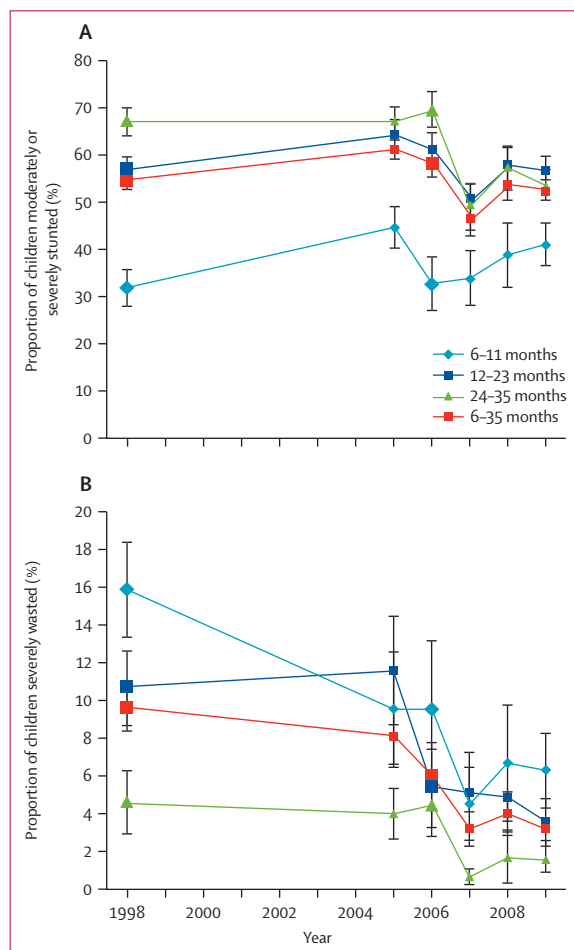 A
80
70
60
50
40
30
20
10
0
Proportion of children moderately or
severely stunted (%)
6–11 months
12–23 months
24–35 months
6–35 months
B
20
18
16
14
12
10
8
6
4
2
0
Proportion of children severely wasted (%)
1998 2000 2002 2004 2006 2008
Year